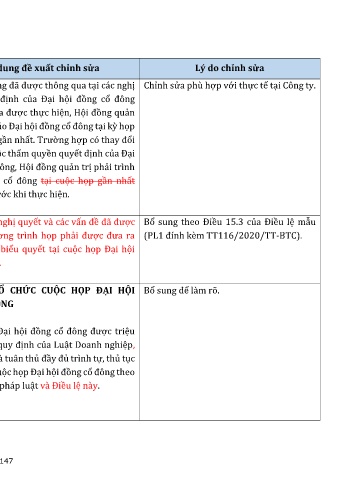 dung đề xuất chỉnh sửa
Lý do chỉnh sửa
ng đã được thông qua tại các nghị
định của Đại hội đồng cổ đông
a được thực hiện, Hội đồng quản
áo Đại hội đồng cổ đông tại kỳ họp
gần nhất. Trường hợp có thay đổi
ộc thẩm quyền quyết định của Đại
ông, Hội đồng quản trị phải trình
cổ đông tại cuộc họp gần nhất
ước khi thực hiện.
Chỉnh sửa phù hợp với thực tế tại Công ty.
nghị quyết và các vấn đề đã được
ơng trình họp phải được đưa ra
biểu quyết tại cuộc họp Đại hội
.
Bổ sung theo Điều 15.3 của Điều lệ mẫu
(PL1 đính kèm TT116/2020/TT-BTC).
Ổ CHỨC CUỘC HỌP ĐẠI HỘI
ÔNG
Đại hội đồng cổ đông được triệu
quy định của Luật Doanh nghiệp,
à tuân thủ đầy đủ trình tự, thủ tục
uộc họp Đại hội đồng cổ đông theo
pháp luật và Điều lệ này.
Bổ sung để làm rõ.
147